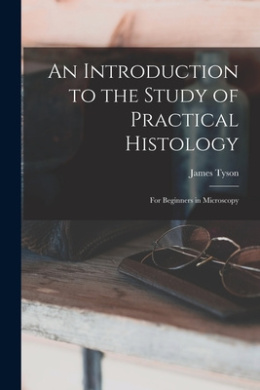 An Introduction
to the Study of
Practical
Histology
James Tyson
For Beginners in Microscopy